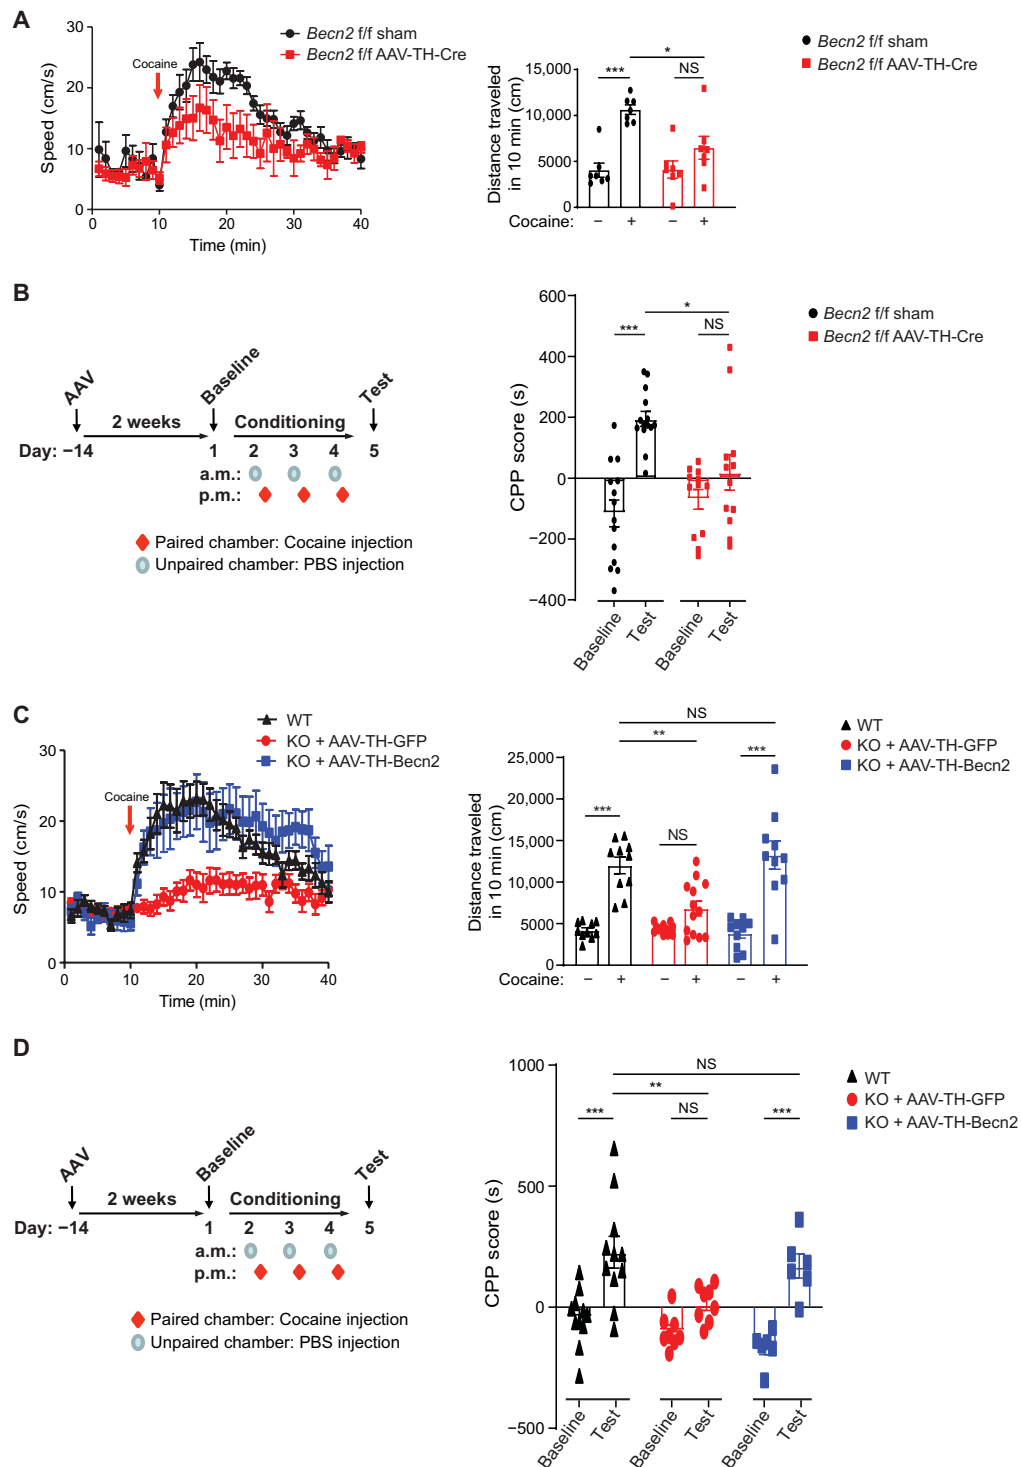 A
Becn2 f/f sham
Becn2 f/f AAV-TH-Cre
Cocaine
Speed (cm/s)
30
20
10
0
0 10 20 30 40
Time (min)
Becn2 f/f sham
Becn2 f/f AAV-TH-Cre
*
*** NS
Distance traveled
in 10 min (cm)
15,000
10,000
5000
0
Cocaine: − + − +
B
AAV
Baseline
Test
2 weeks
Conditioning
Day: −14 1 2 3 4 5
a.m.:
p.m.:
Paired chamber: Cocaine injection
Unpaired chamber: PBS injection
Becn2 f/f sham
Becn2 f/f AAV-TH-Cre
*
*** NS
CPP score (s)
600
400
200
0
−200
−400
Baseline Test Baseline Test
C
WT
KO + AAV-TH-GFP
KO + AAV-TH-Becn2
Cocaine
Speed (cm/s)
30
20
10
0
0 10 20 30 40
Time (min)
WT
KO + AAV-TH-GFP
KO + AAV-TH-Becn2
NS
**
*** NS ***
Distance traveled
in 10 min (cm)
25,000
20,000
15,000
10,000
5000
0
Cocaine: − + − + − +
D
AAV
Baseline
Test
2 weeks
Conditioning
Day: −14 1 2 3 4 5
a.m.:
p.m.:
Paired chamber: Cocaine injection
Unpaired chamber: PBS injection
WT
KO + AAV-TH-GFP
KO + AAV-TH-Becn2
NS
**
*** NS ***
CPP score (s)
1000
500
0
−500
Baseline Test Baseline Test Baseline Test